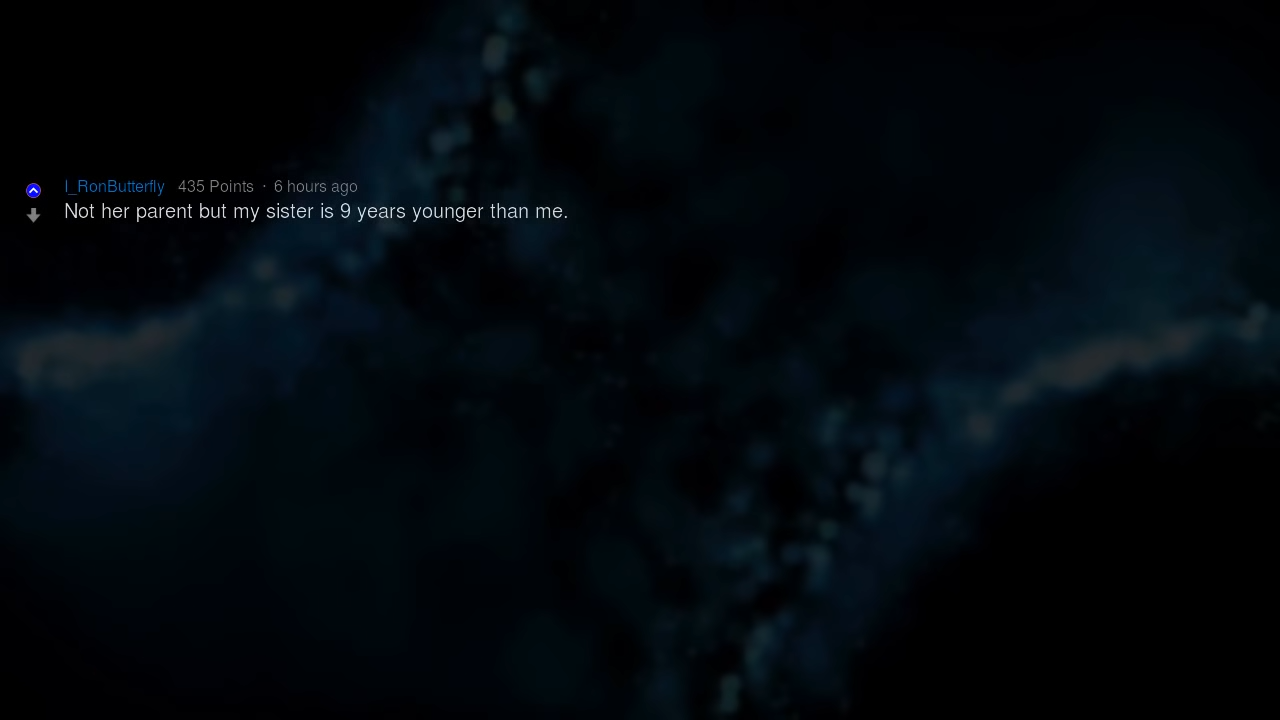 I_RonButterfly 435 Points · 6 hours ago
Not her parent but my sister is 9 years younger than me.